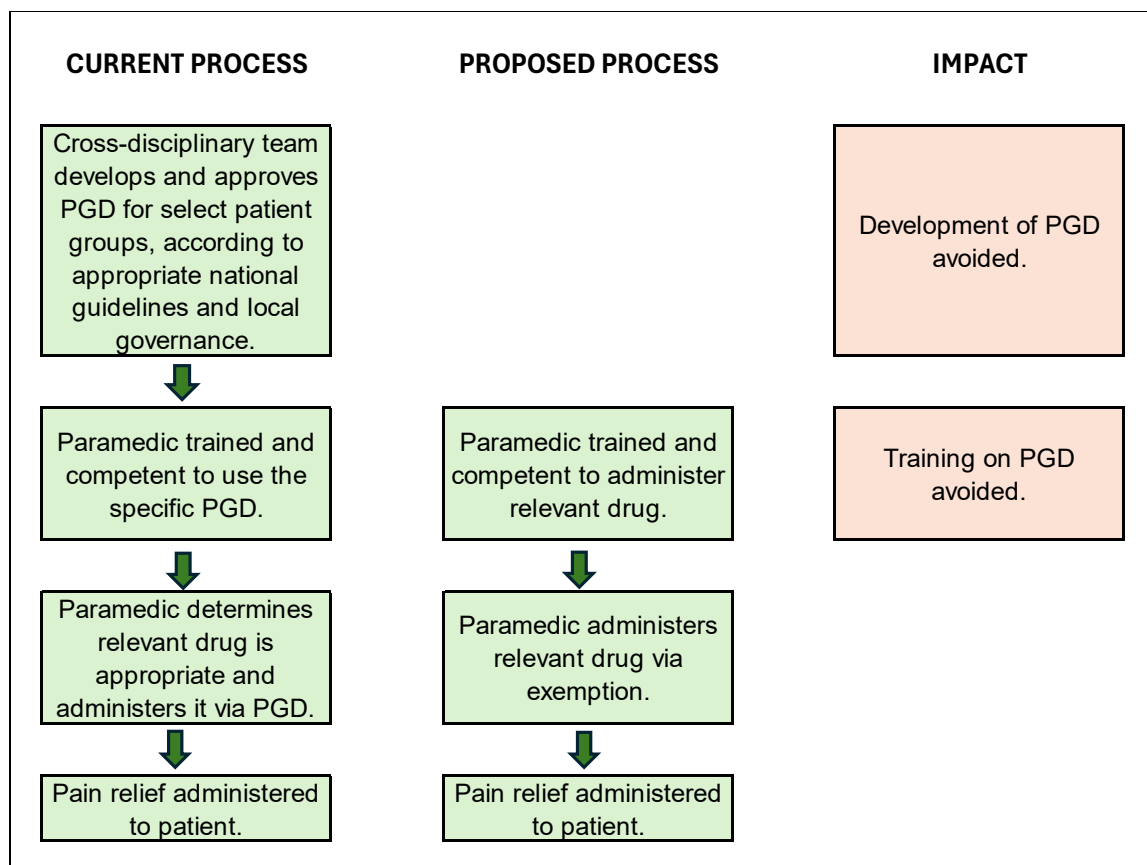 CURRENT PROCESS
PROPOSED PROCESS
IMPACT
Cross-disciplinary team
develops and approves
PGD for select patient
groups, according to
appropriate national
guidelines and local
governance.
Development of PGD
avoided.
Paramedic trained and
competent to use the
specific PGD.
Paramedic trained and
competent to administer
relevant drug.
Training on PGD
avoided.
Paramedic determines
relevant drug is
appropriate and
administers it via PGD.
Paramedic administers
relevant drug via
exemption.
Pain relief administered
to patient.
Pain relief administered
to patient.